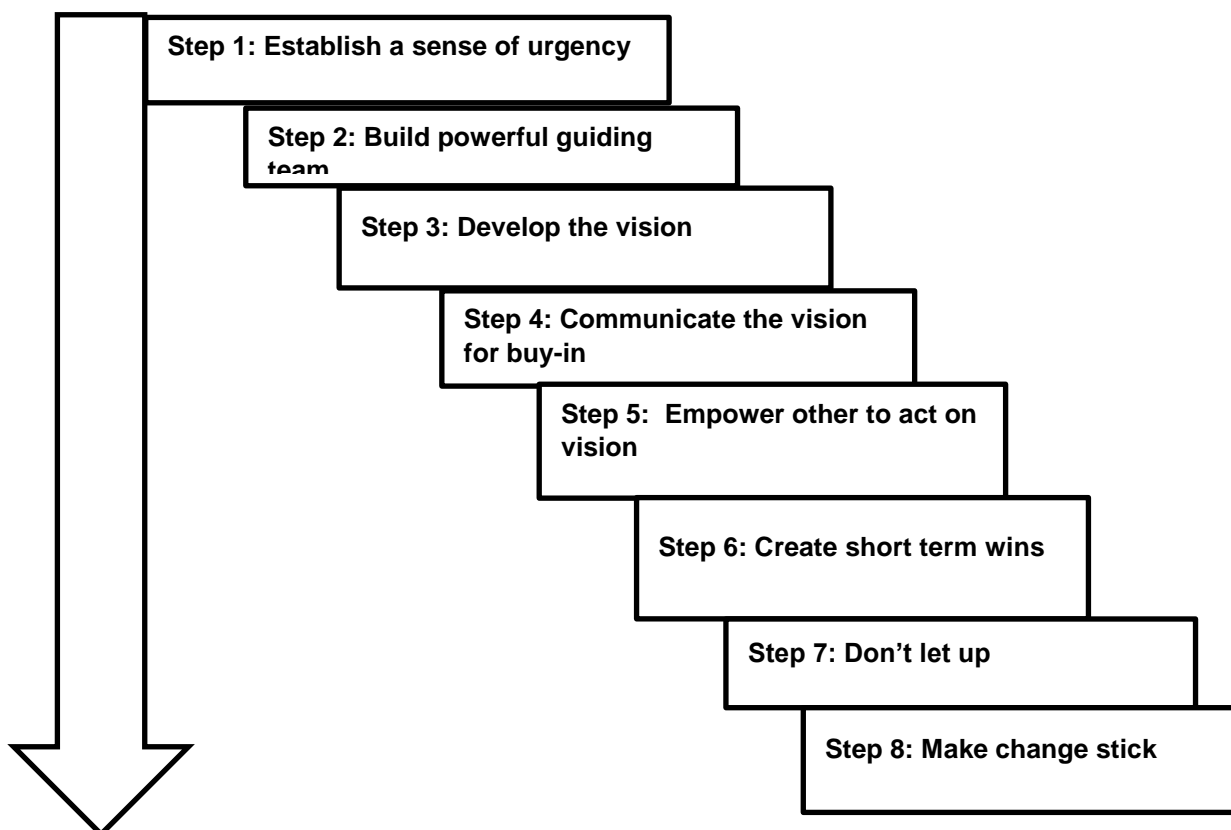 Step 1: Establish a sense of urgency
Step 2: Build powerful guiding
team
Step 3: Develop the vision
Step 4: Communicate the vision
for buy-in
Step 5:  Empower other to act on
vision
Step 6: Create short term wins
Step 7: Don’t let up
Step 8: Make change stick